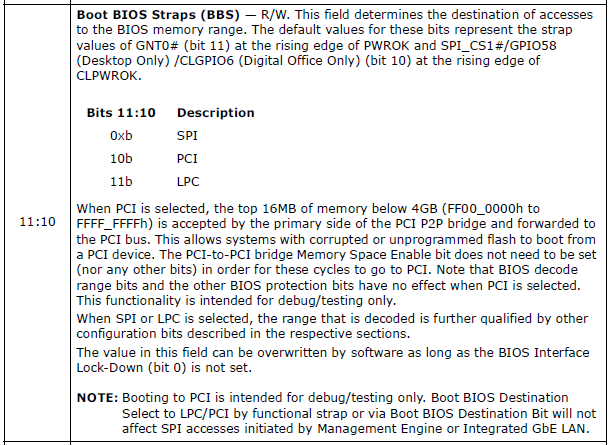 Boot BIOS Straps (BBS) — R/W. This field determines the destination of accesses
to the BIOS memory range. The default values for these bits represent the strap
values of GNT0# (bit 11) at the rising edge of PWROK and SPI_CS1#/GPIO58
(Desktop Only) /CLGPIO6 (Digital Office Only) (bit 10) at the rising edge of
CLPWROK.
Bits 11:10 Description
0xb SPI
10b PCI
11b LPC
11:10
When PCI is selected, the top 16MB of memory below 4GB (FF00_0000h to
FFFF_FFFFh) is accepted by the primary side of the PCI P2P bridge and forwarded to
the PCI bus. This allows systems with corrupted or unprogrammed flash to boot from
a PCI device. The PCI-to-PCI bridge Memory Space Enable bit does not need to be set
(nor any other bits) in order for these cycles to go to PCI. Note that BIOS decode
range bits and the other BIOS protection bits have no effect when PCI is selected.
This functionality is intended for debug/testing only.
When SPI or LPC is selected, the range that is decoded is further qualified by other
configuration bits described in the respective sections.
The value in this field can be overwritten by software as long as the BIOS Interface
Lock-Down (bit 0) is not set.
NOTE: Booting to PCI is intended for debug/testing only. Boot BIOS Destination
Select to LPC/PCI by functional strap or via Boot BIOS Destination Bit will not
affect SPI accesses initiated by Management Engine or Integrated GbE LAN.